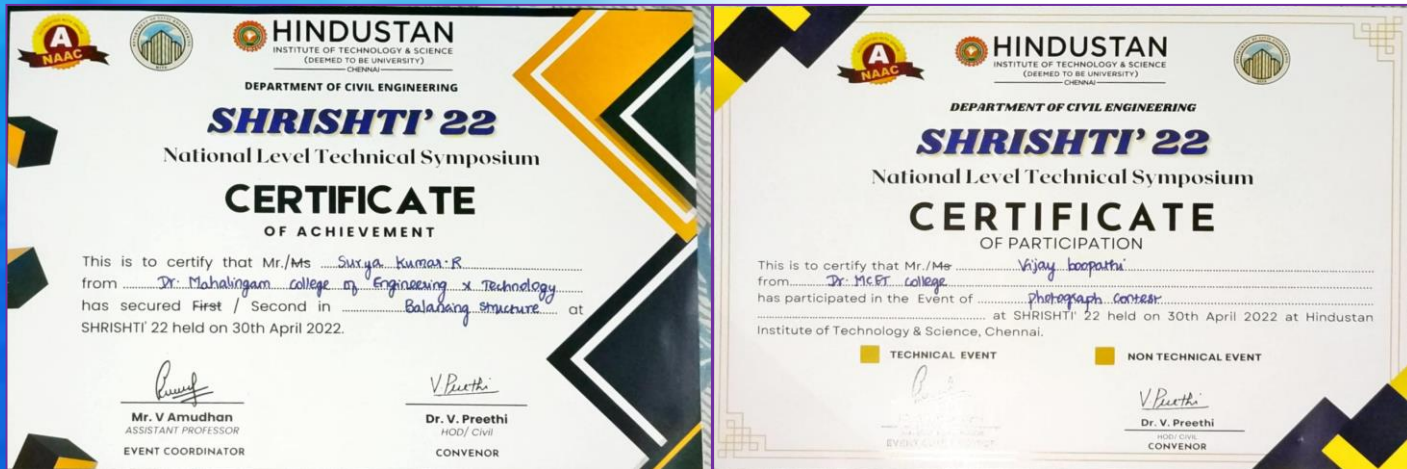 A
NAAC
HINDUSTAN
INSTITUTE OF TECHNOLOGY & SCIENCE
(DEEMED TO BE UNIVERSITY)
CHENNAI
DEPARTMENT OF CIVIL ENGINEERING
SHRISHTI' 22
National Level Technical Symposium
CERTIFICATE
OF ACHIEVEMENT
This is to certify that Mr./Ms Surya Kumar.R
from Dr. Mahalingam college of Engineering & Technology
has secured First / Second in Balancing structure at
SHRISHTI' 22 held on 30th April 2022.
V. Preethi
Mr. V Amudhan
ASSISTANT PROFESSOR
EVENT COORDINATOR
Dr. V. Preethi
HOD/ Civil
CONVENOR
A
NAAC
HINDUSTAN
INSTITUTE OF TECHNOLOGY & SCIENCE
(DEEMED TO BE UNIVERSITY)
CHENNAI
DEPARTMENT OF CIVIL ENGINEERING
SHRISHTI' 22
National Level Technical Symposium
CERTIFICATE
OF PARTICIPATION
This is to certify that Mr./Ms Vijay boopathi
from Dr. MCET college
has participated in the Event of photograph contest
at SHRISHTI' 22 held on 30th April 2022 at Hindustan
Institute of Technology & Science, Chennai.
TECHNICAL EVENT
NON TECHNICAL EVENT
V. Preethi
Dr. V. Preethi
HOD/ CIVIL
CONVENOR